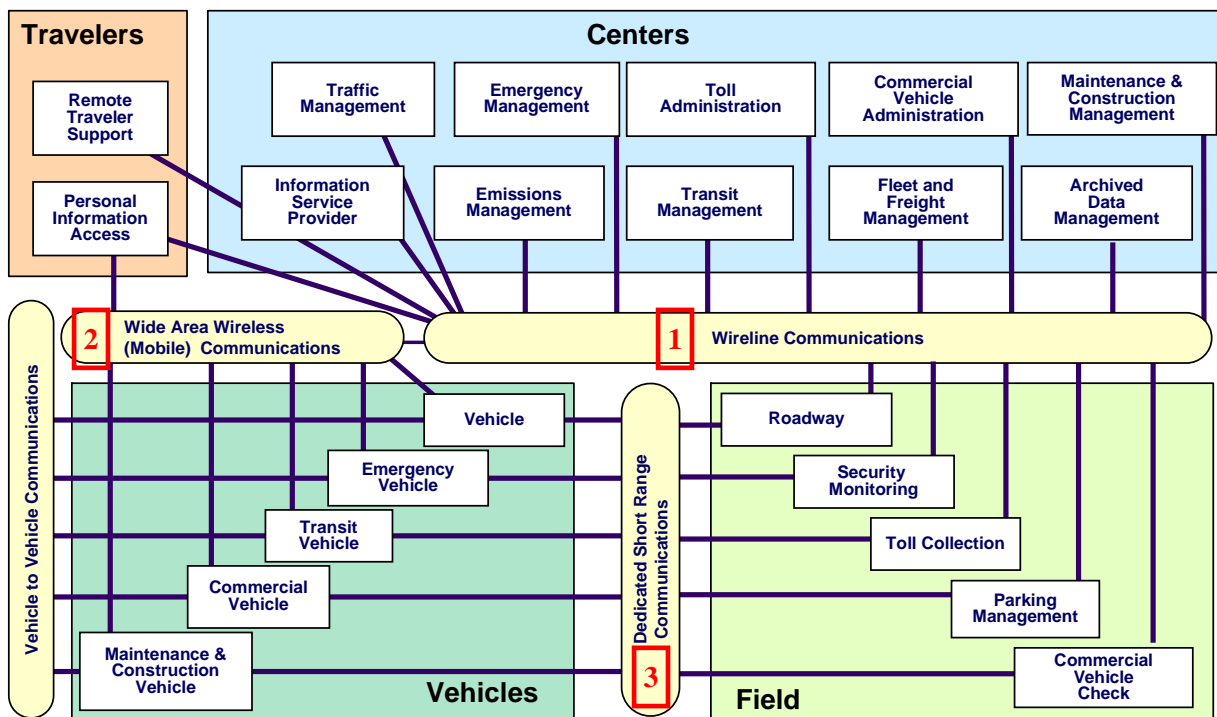 Travelers
Remote
Traveler
Support
Personal
Information
Access
Centers
Traffic
Management
Emergency
Management
Toll
Administration
Commercial
Vehicle
Administration
Maintenance &
Construction
Management
Information
Service
Provider
Emissions
Management
Transit
Management
Fleet and
Freight
Management
Archived
Data
Management
2
Wide Area Wireless
(Mobile) Communications
1
Wireline Communications
Vehicle to Vehicle Communications
Vehicle
Emergency
Vehicle
Transit
Vehicle
Commercial
Vehicle
Maintenance &
Construction
Vehicle
Vehicles
Dedicated Short Range
Communications
3
Roadway
Security
Monitoring
Toll Collection
Parking
Management
Commercial
Vehicle
Check
Field